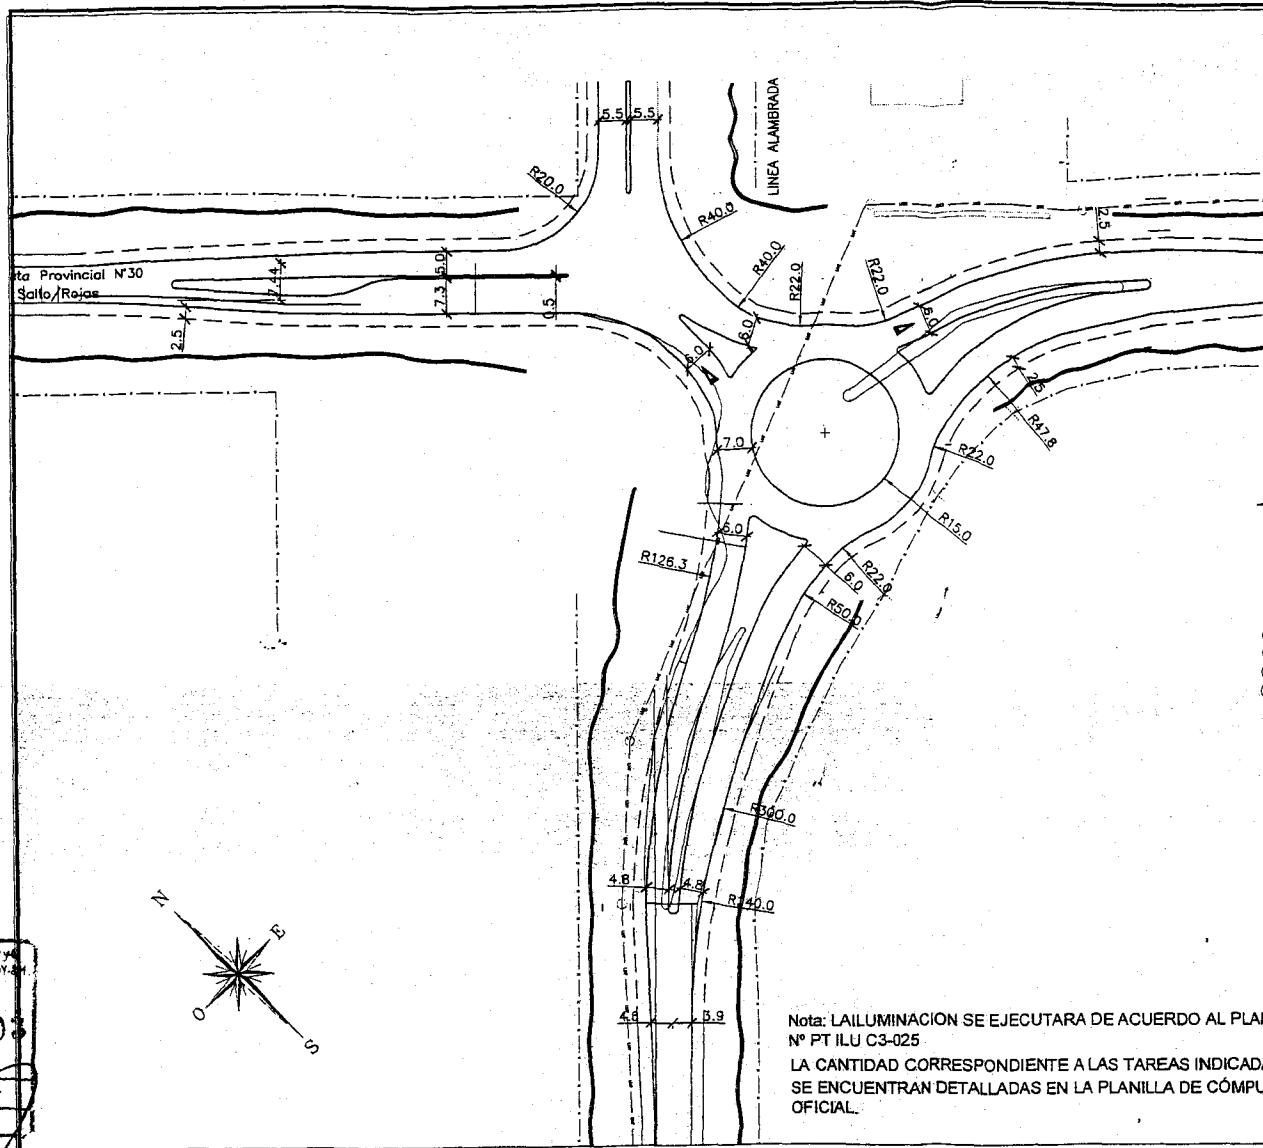 5.5 5.5
LINEA ALAMBRADA
R20.0
R40.0
R40.0
R22.0
R22.0
2.5
ta Provincial N°30
Salto/Rojas
7.44
5.0
7.3
0.5
2.5
6.0
6.0
6.0
7.0
2.5
R47.8
R22.0
R15.0
6.0
R126.3
R22.0
6.0
R50.0
R300.0
4.8
4.8
R140.0
4.8
3.9
N
E
O
S
Nota: LAILUMINACION SE EJECUTARA DE ACUERDO AL PLA
Nº PT ILU C3-025
LA CANTIDAD CORRESPONDIENTE A LAS TAREAS INDICADA
SE ENCUENTRAN DETALLADAS EN LA PLANILLA DE CÓMPU
OFICIAL.